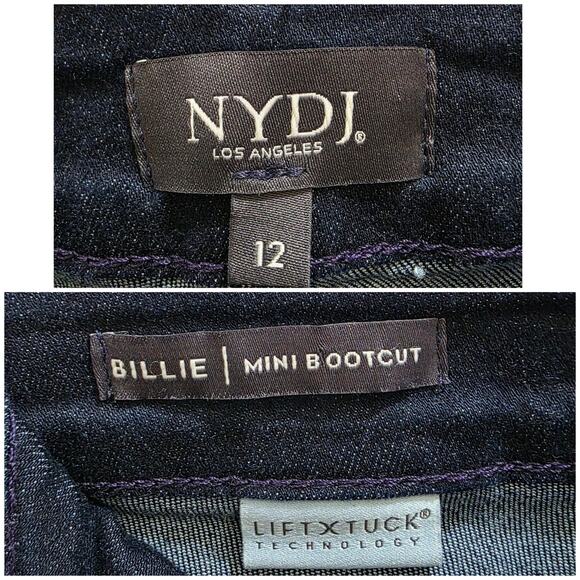 NYDJ®
LOS ANGELES
12
BILLIE | MINI BOOTCUT
LIFTXTUCK®
TECHNOLOGY